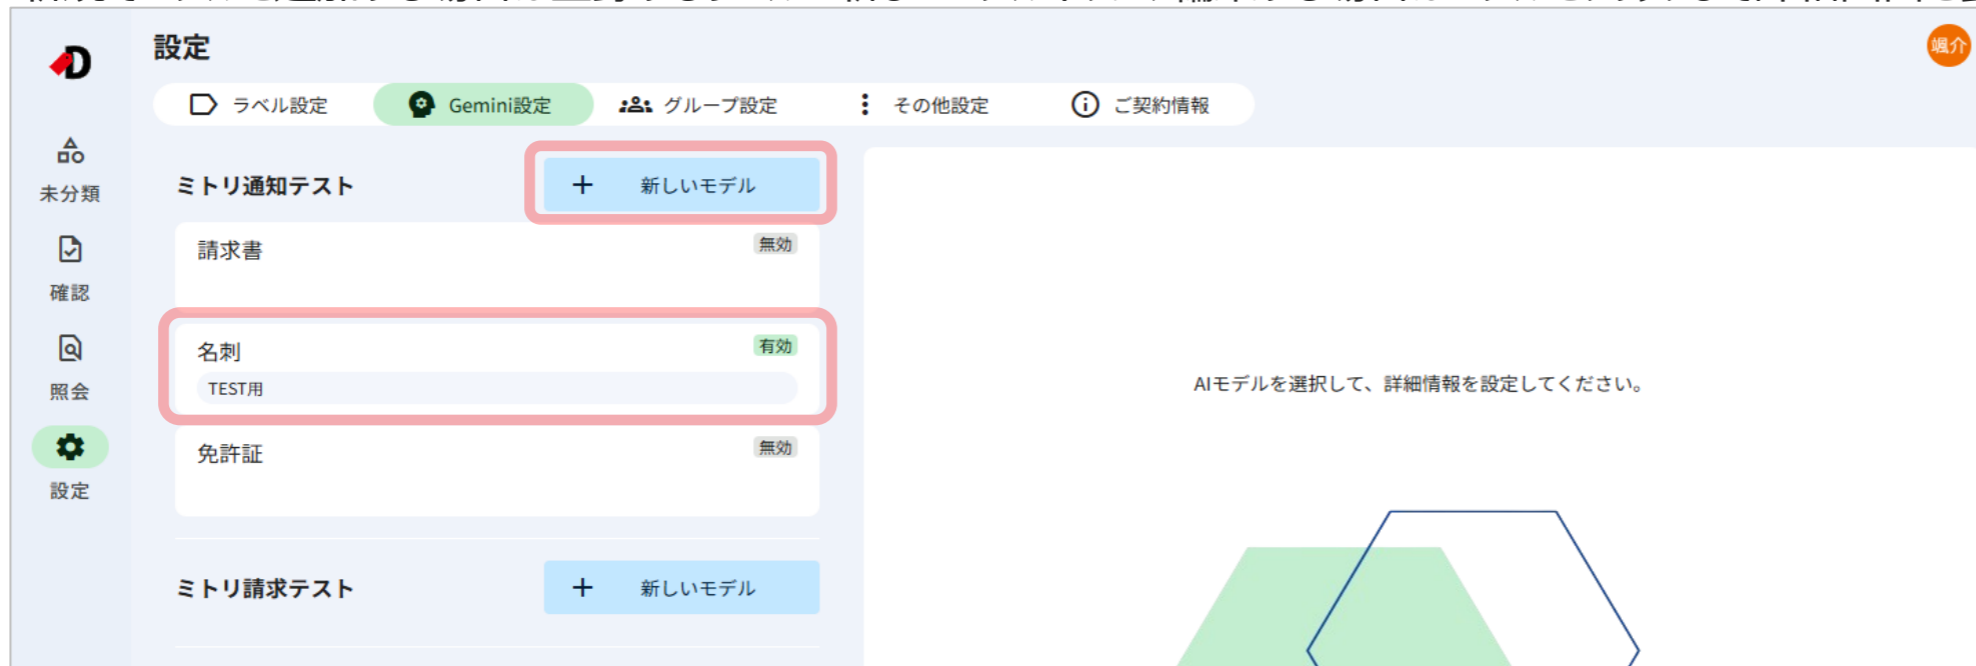 設定
颯介
ラベル設定
Gemini設定
グループ設定
その他設定
ご契約情報
未分類
確認
照会
設定
ミトリ通知テスト
+ 新しいモデル
請求書
無効
名刺
有効
TEST用
免許証
無効
ミトリ請求テスト
+ 新しいモデル
AIモデルを選択して、詳細情報を設定してください。